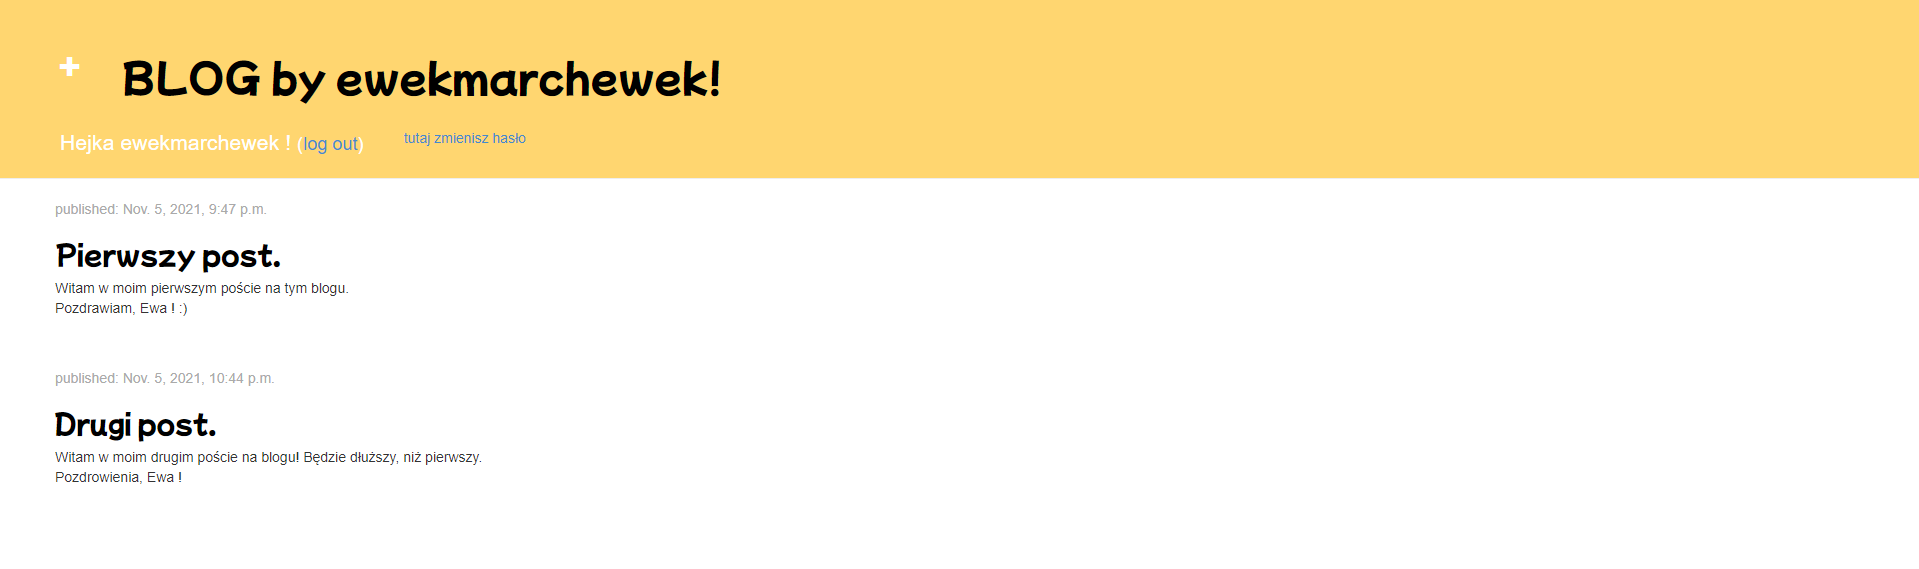 + BLOG by ewekmarchewek!
Hejka ewekmarchewek ! (log out) tutaj zmienisz hasło
published: Nov. 5, 2021, 9:47 p.m.
Pierwszy post.
Witam w moim pierwszym poście na tym blogu.
Pozdrawiam, Ewa ! :)
published: Nov. 5, 2021, 10:44 p.m.
Drugi post.
Witam w moim drugim poście na blogu! Będzie dłuższy, niż pierwszy.
Pozdrowienia, Ewa !